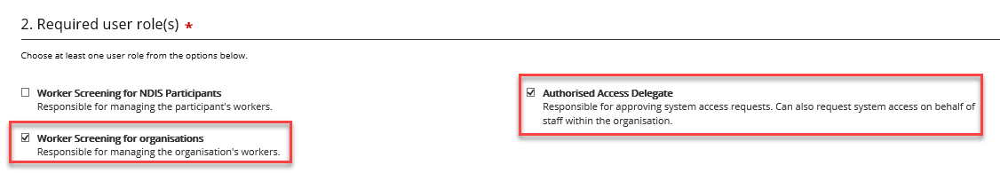 2. Required user role(s) *
Choose at least one user role from the options below.
Worker Screening for NDIS Participants
Responsible for managing the participant's workers.
Worker Screening for organisations
Responsible for managing the organisation's workers.
Authorised Access Delegate
Responsible for approving system access requests. Can also request system access on behalf of
staff within the organisation.